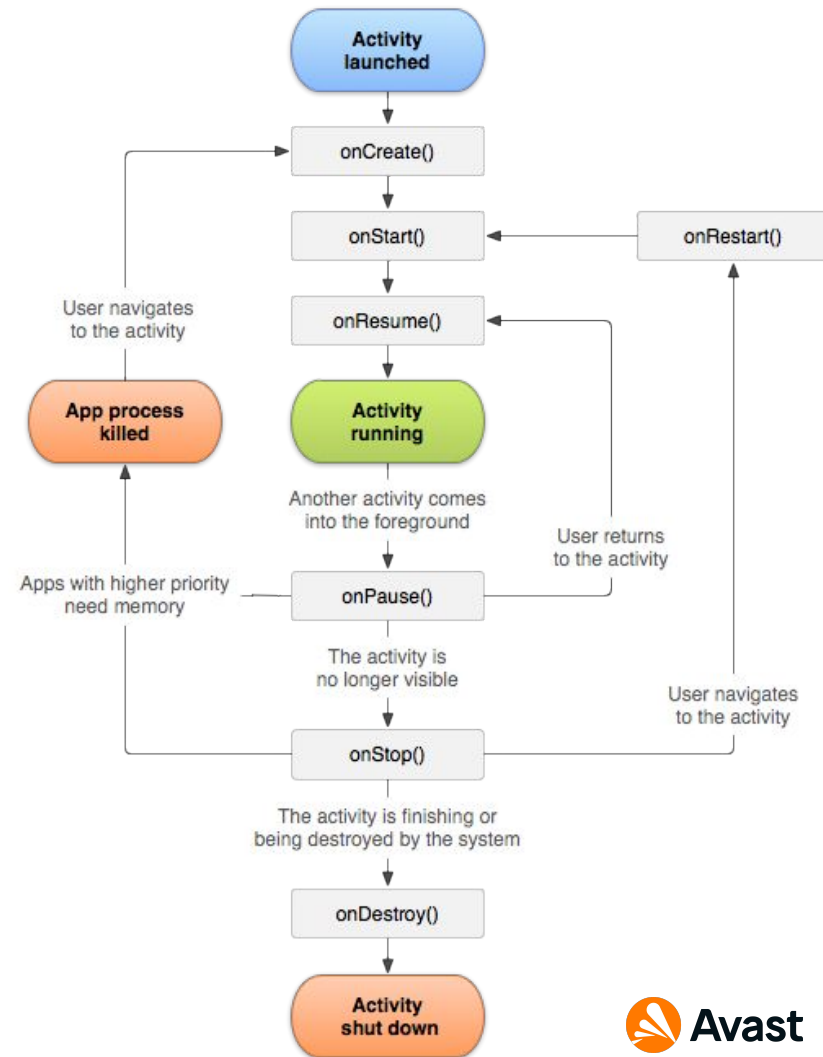 Activity
launched
onCreate()
onStart()
onRestart()
User navigates
to the activity
onResume()
App process
killed
Activity
running
Another activity comes
into the foreground
User returns
to the activity
Apps with higher priority
need memory
onPause()
The activity is
no longer visible
User navigates
to the activity
onStop()
The activity is finishing or
being destroyed by the system
onDestroy()
Activity
shut down
Avast